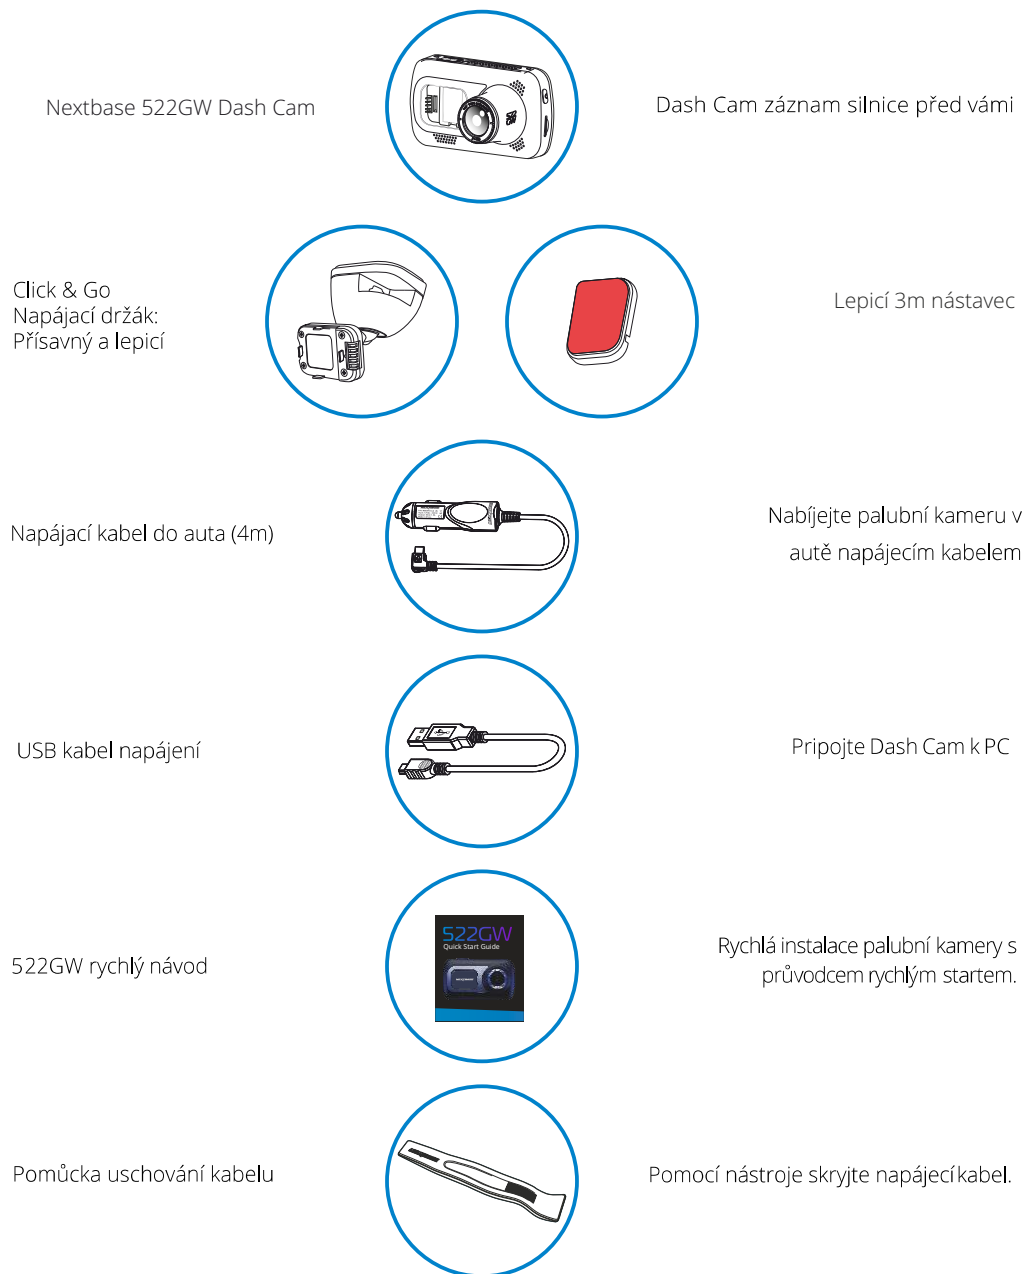 Nextbase 522GW Dash Cam
Dash Cam záznam silnice před vámi
Click & Go
Napájací držák:
Přísavný a lepicí
Lepicí 3m nástavec
Napájací kabel do auta (4m)
Nabíjejte palubní kameru v
autě napájecím kabelem
USB kabel napájení
Pripojte Dash Cam k PC
522GW rychlý návod
522GW
Quick Start Guide
Rychlá instalace palubní kamery s
průvodcem rychlým startem.
Pomůcka uschování kabelu
Pomocí nástroje skryjte napájecí kabel.